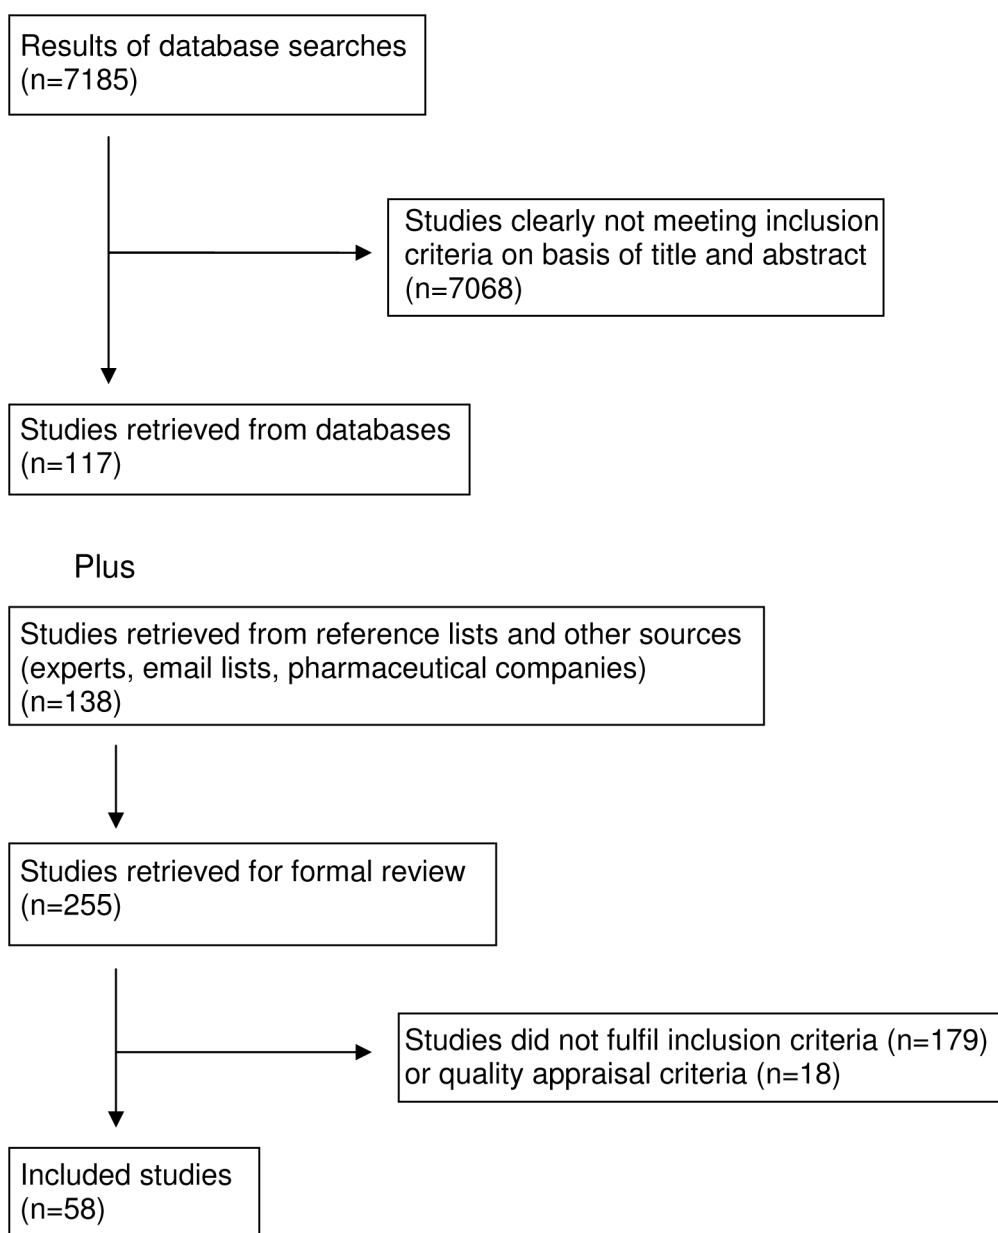 Results of database searches
(n=7185)
Studies clearly not meeting inclusion
criteria on basis of title and abstract
(n=7068)
Studies retrieved from databases
(n=117)
Plus
Studies retrieved from reference lists and other sources
(experts, email lists, pharmaceutical companies)
(n=138)
Studies retrieved for formal review
(n=255)
Studies did not fulfil inclusion criteria (n=179)
or quality appraisal criteria (n=18)
Included studies
(n=58)